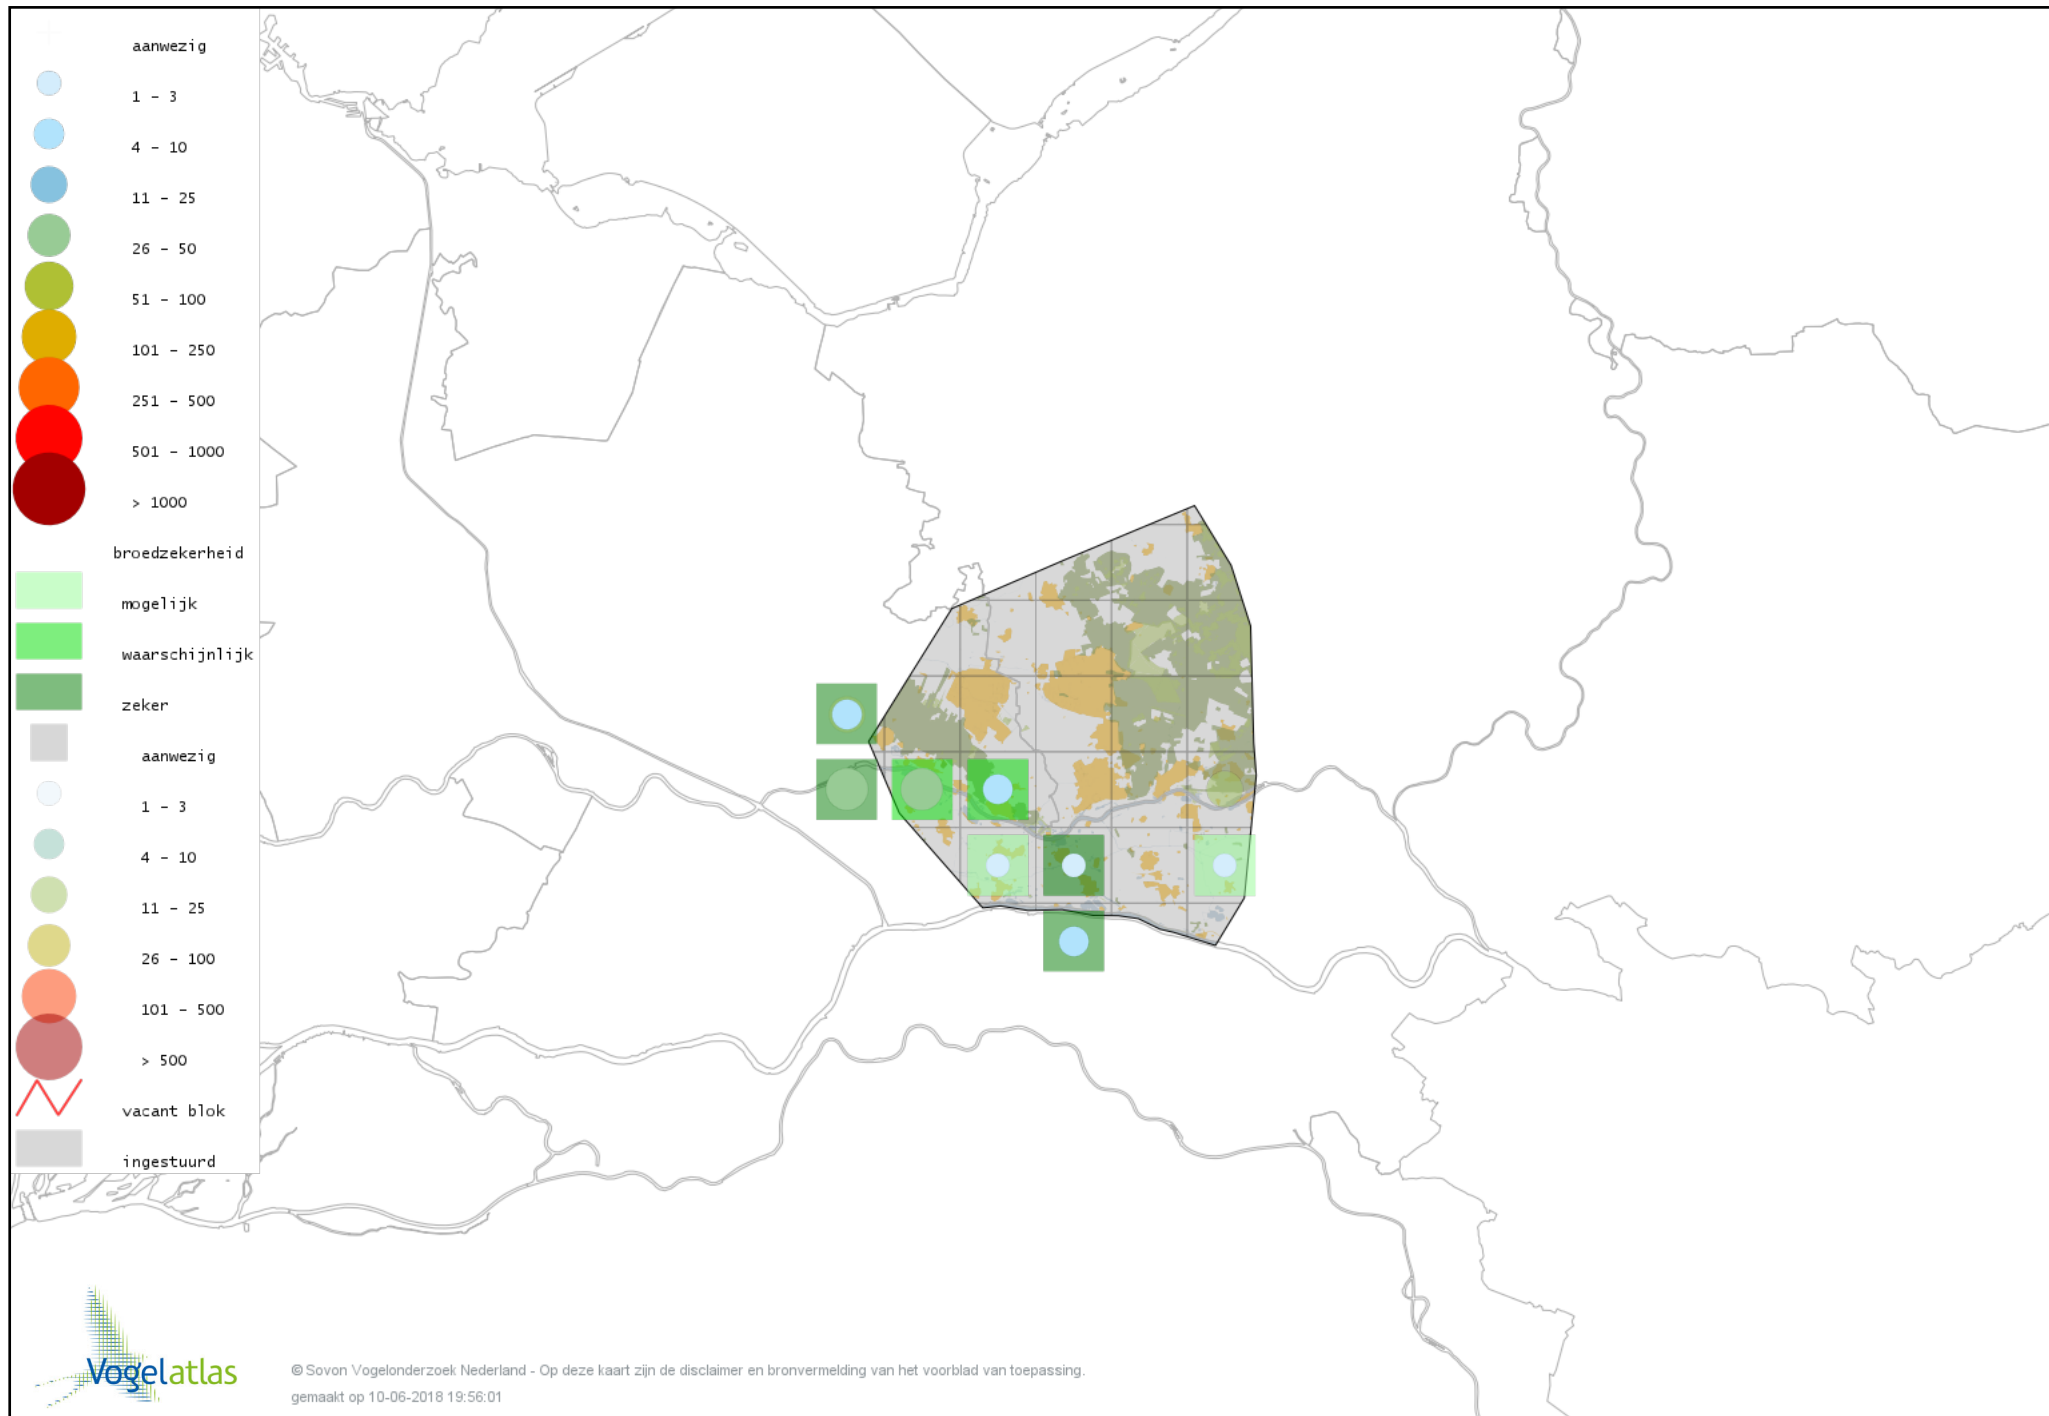 aanwezig
1 - 3
4 - 10
11 - 25
26 - 50
51 - 100
101 - 250
251 - 500
501 - 1000
> 1000
broedzekerheid
mogelijk
waarschijnlijk
zeker
aanwezig
1 - 3
4 - 10
11 - 25
26 - 100
101 - 500
> 500
vacant blok
ingestuurd
Vogelatlas
© Sovon Vogelonderzoek Nederland - Op deze kaart zijn de disclaimer en bronvermelding van het voorblad van toepassing.
gemaakt op 10-06-2018 19:56:01